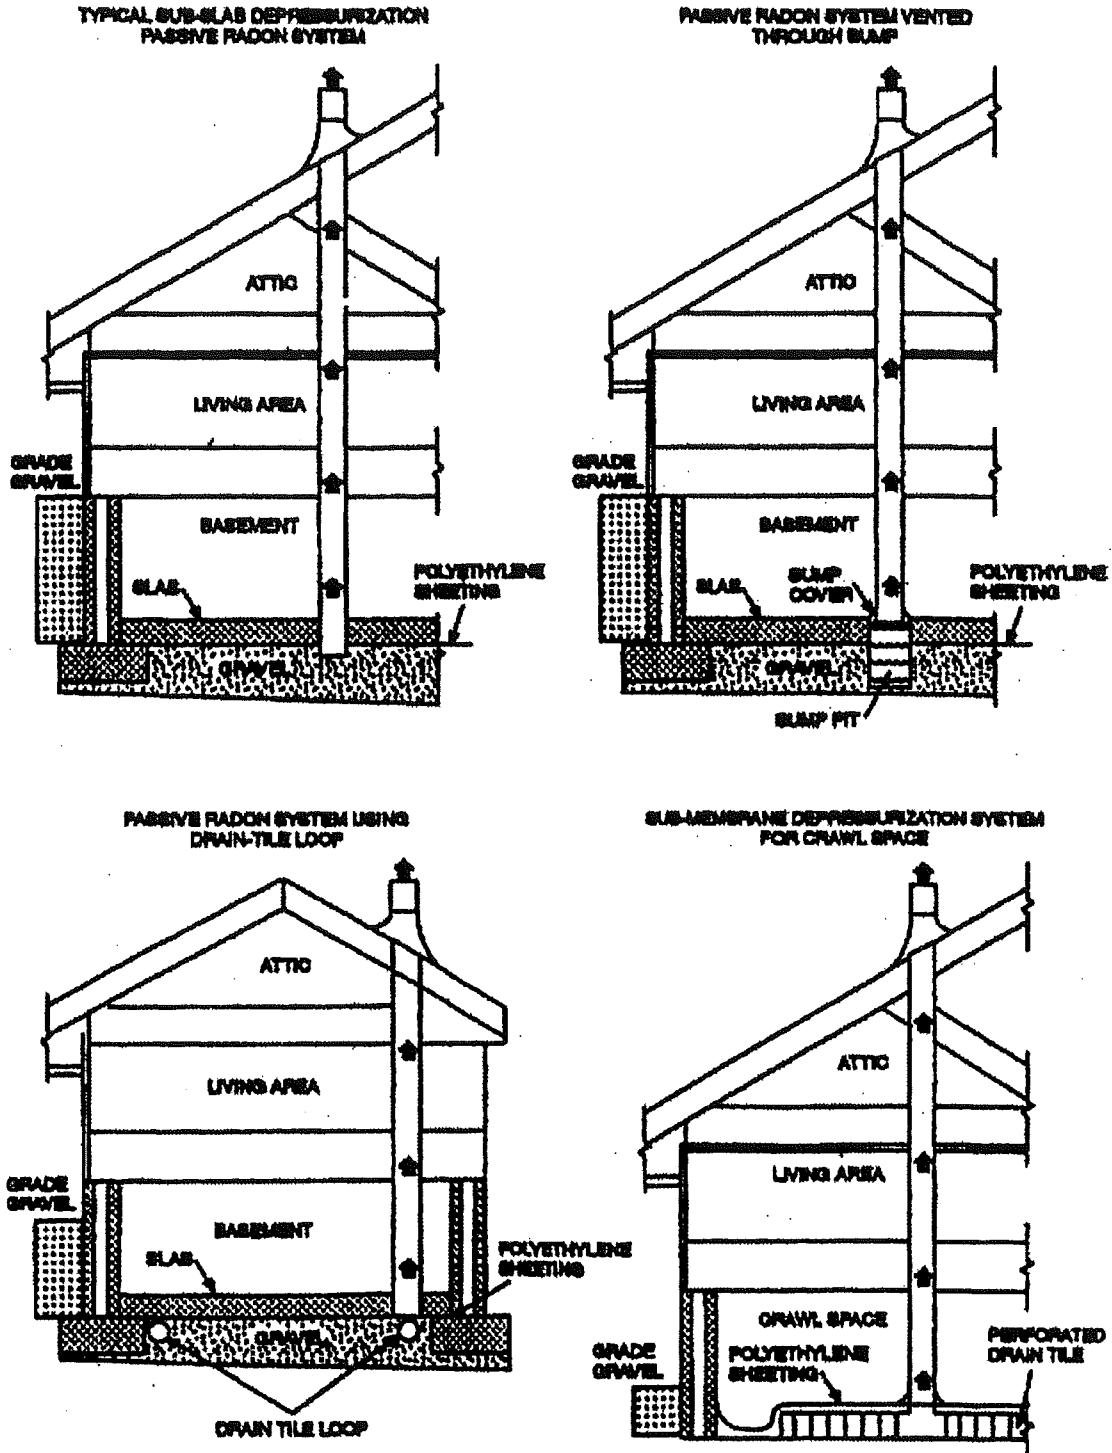 TYPICAL SUB-SLAB DEPRESSURIZATION
PASSIVE RADON SYSTEM
ATTIC
LIVING AREA
GRADE
GRAVEL
BASEMENT
SLAB
POLYETHYLENE
SHEETING
GRAVEL
PASSIVE RADON SYSTEM VENTED
THROUGH SUMP
ATTIC
LIVING AREA
GRADE
GRAVEL
BASEMENT
SLAB
SUMP
COVER
POLYETHYLENE
SHEETING
GRAVEL
SUMP PIT
PASSIVE RADON SYSTEM USING
DRAIN-TILE LOOP
ATTIC
LIVING AREA
GRADE
GRAVEL
BASEMENT
SLAB
POLYETHYLENE
SHEETING
GRAVEL
DRAIN TILE LOOP
SUB-MEMBRANE DEPRESSURIZATION SYSTEM
FOR CRAWL SPACE
ATTIC
LIVING AREA
CRAWL SPACE
GRADE
GRAVEL
POLYETHYLENE
SHEETING
PERFORATED
DRAIN TILE